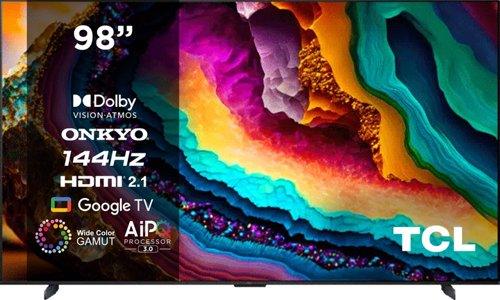 98”
Dolby
VISION·ATMOS
ONKYO
144Hz
HDMI® 2.1
Google TV
Wide Color
GAMUT
AiPQ
PROCESSOR
3.0
TCL